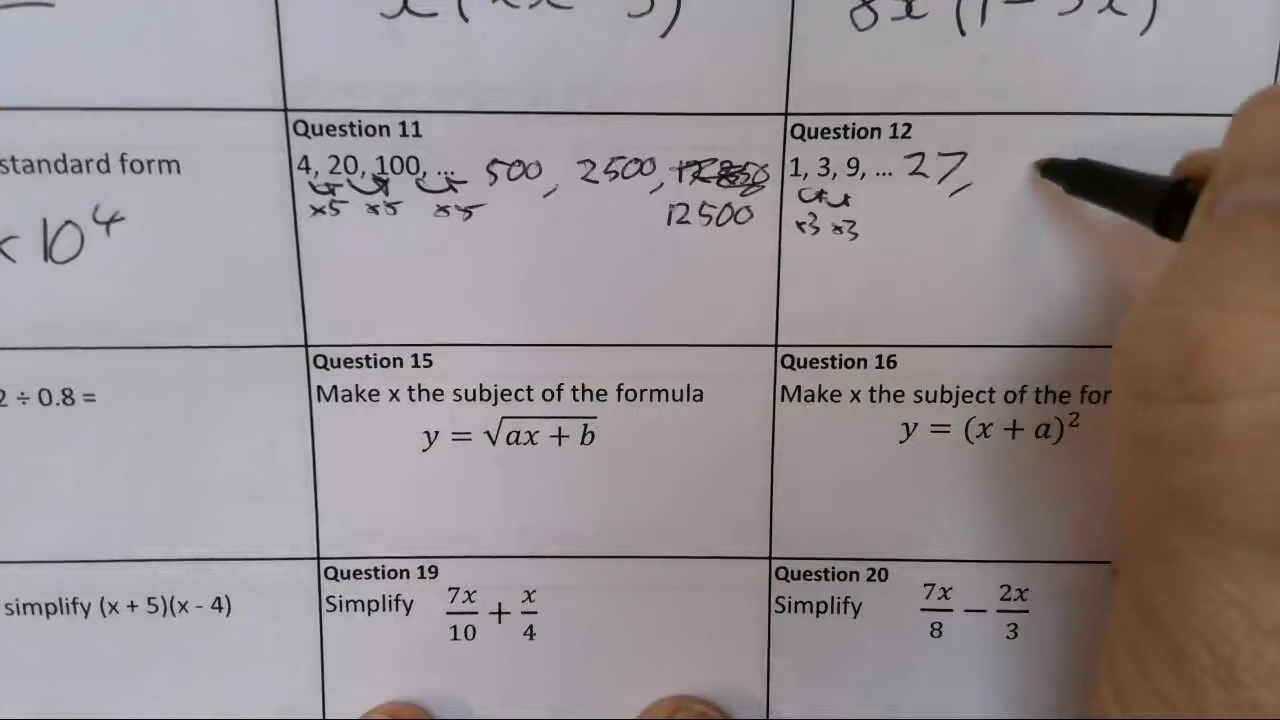 Question 11
4, 20, 100, ... 500, 2500,
×5 ×5 ×5 12500
Question 12
1, 3, 9, ... 27,
×3 ×3
standard form
× 10⁴
2 ÷ 0.8 =
Question 15
Make x the subject of the formula
y = √(ax + b)
Question 16
Make x the subject of the for
y = (x + a)²
simplify (x + 5)(x - 4)
Question 19
Simplify 7x/10 + x/4
Question 20
Simplify 7x/8 − 2x/3